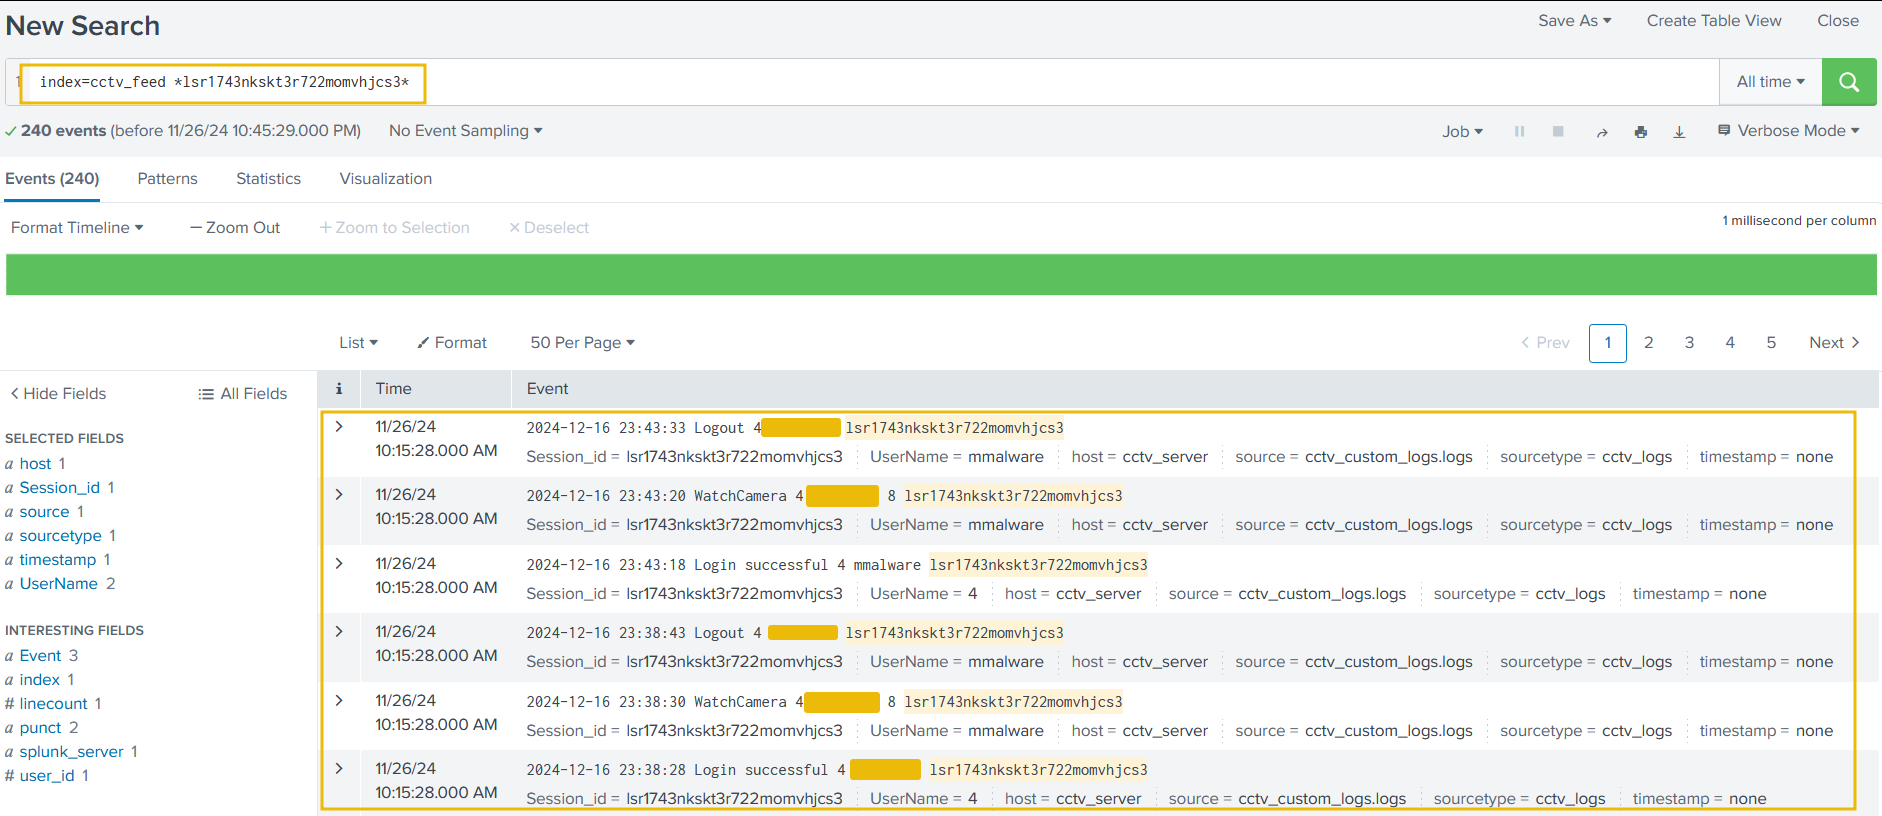 New Search
Save As Create Table View Close
1 index=cctv_feed *lsr1743nkskt3r722momvhjcs3* All time
240 events (before 11/26/24 10:45:29.000 PM) No Event Sampling Job Verbose Mode
Events (240) Patterns Statistics Visualization
Format Timeline — Zoom Out + Zoom to Selection × Deselect 1 millisecond per column
List Format 50 Per Page < Prev 1 2 3 4 5 Next >
< Hide Fields All Fields
i Time Event
SELECTED FIELDS
a host 1
a Session_id 1
a source 1
a sourcetype 1
a timestamp 1
a UserName 2
INTERESTING FIELDS
a Event 3
a index 1
# linecount 1
a punct 2
a splunk_server 1
# user_id 1
> 11/26/24 2024-12-16 23:43:33 Logout 4 lsr1743nkskt3r722momvhjcs3
10:15:28.000 AM Session_id = lsr1743nkskt3r722momvhjcs3 UserName = mmalware host = cctv_server source = cctv_custom_logs.logs sourcetype = cctv_logs timestamp = none
> 11/26/24 2024-12-16 23:43:20 WatchCamera 4 8 lsr1743nkskt3r722momvhjcs3
10:15:28.000 AM Session_id = lsr1743nkskt3r722momvhjcs3 UserName = mmalware host = cctv_server source = cctv_custom_logs.logs sourcetype = cctv_logs timestamp = none
> 11/26/24 2024-12-16 23:43:18 Login successful 4 mmalware lsr1743nkskt3r722momvhjcs3
10:15:28.000 AM Session_id = lsr1743nkskt3r722momvhjcs3 UserName = 4 host = cctv_server source = cctv_custom_logs.logs sourcetype = cctv_logs timestamp = none
> 11/26/24 2024-12-16 23:38:43 Logout 4 lsr1743nkskt3r722momvhjcs3
10:15:28.000 AM Session_id = lsr1743nkskt3r722momvhjcs3 UserName = mmalware host = cctv_server source = cctv_custom_logs.logs sourcetype = cctv_logs timestamp = none
> 11/26/24 2024-12-16 23:38:30 WatchCamera 4 8 lsr1743nkskt3r722momvhjcs3
10:15:28.000 AM Session_id = lsr1743nkskt3r722momvhjcs3 UserName = mmalware host = cctv_server source = cctv_custom_logs.logs sourcetype = cctv_logs timestamp = none
> 11/26/24 2024-12-16 23:38:28 Login successful 4 lsr1743nkskt3r722momvhjcs3
10:15:28.000 AM Session_id = lsr1743nkskt3r722momvhjcs3 UserName = 4 host = cctv_server source = cctv_custom_logs.logs sourcetype = cctv_logs timestamp = none